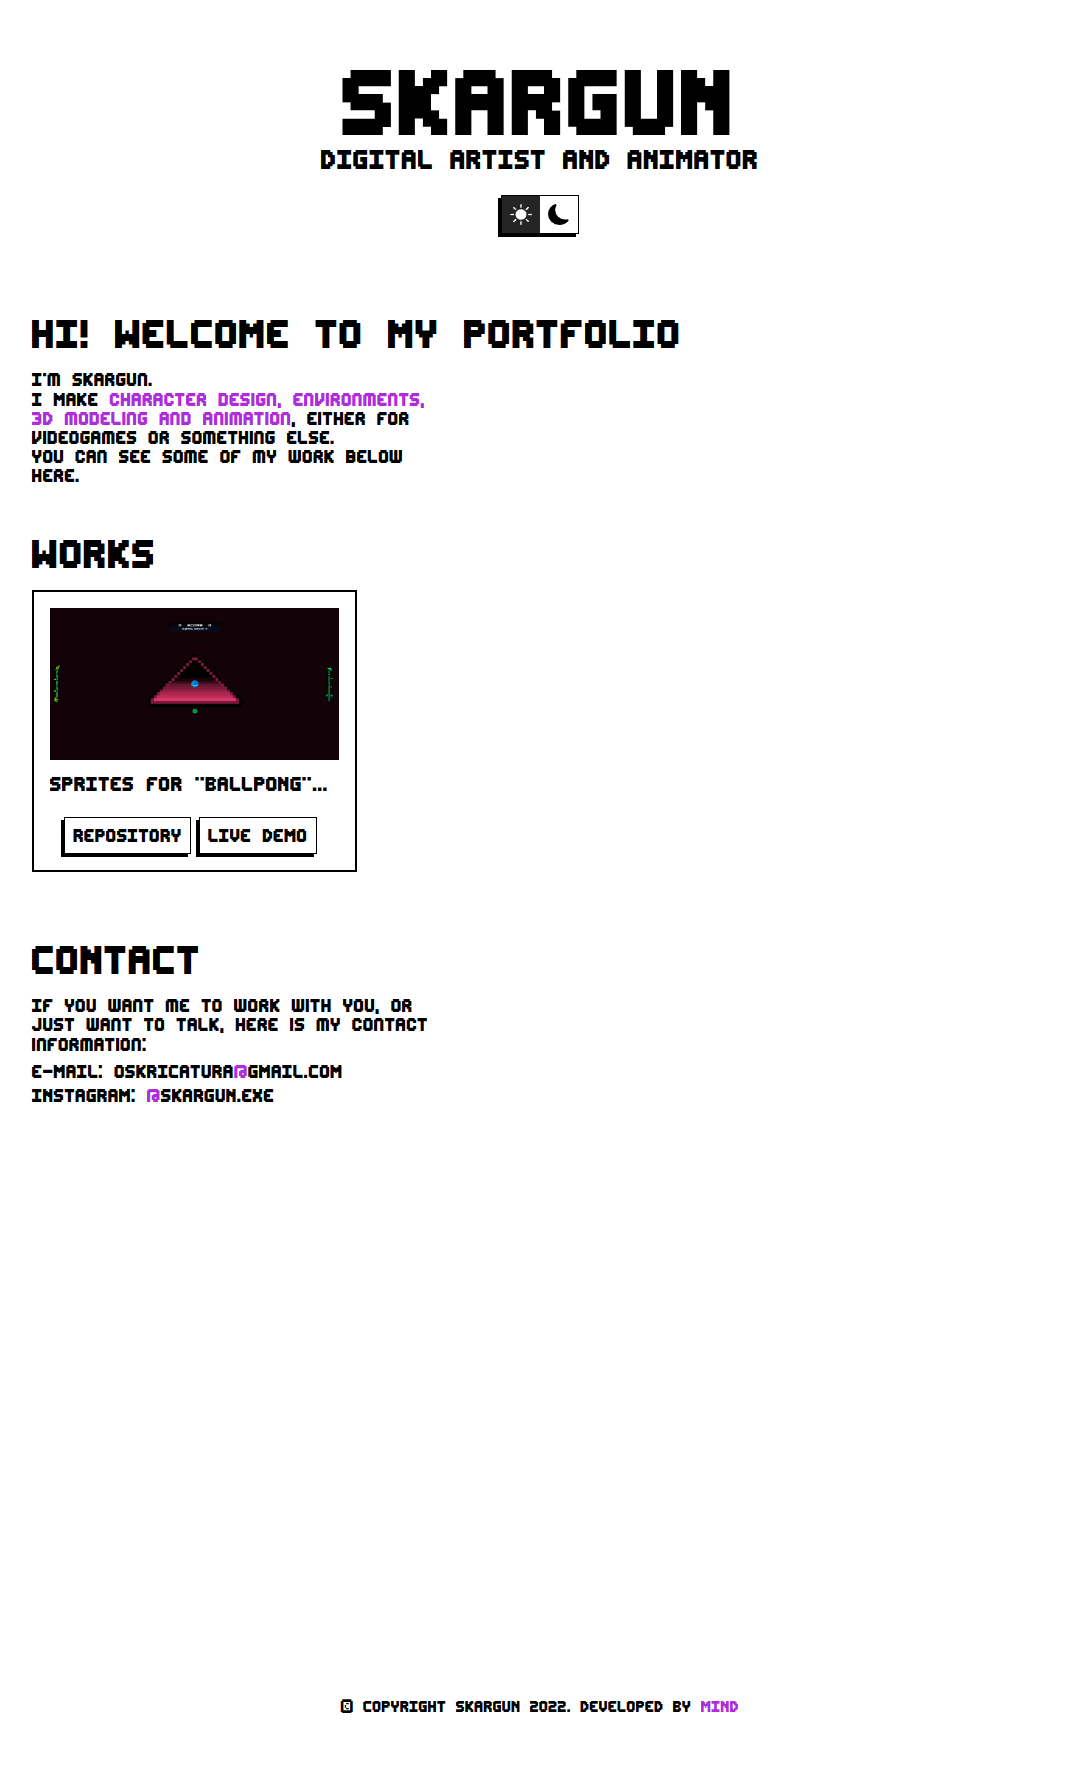 SKARGUN
DIGITAL ARTIST AND ANIMATOR
HI! WELCOME TO MY PORTFOLIO
I'M SKARGUN.
I MAKE CHARACTER DESIGN, ENVIRONMENTS,
3D MODELING AND ANIMATION, EITHER FOR
VIDEOGAMES OR SOMETHING ELSE.
YOU CAN SEE SOME OF MY WORK BELOW
HERE.
WORKS
SCORE
SPRITES FOR "BALLPONG"...
REPOSITORY LIVE DEMO
CONTACT
IF YOU WANT ME TO WORK WITH YOU, OR
JUST WANT TO TALK, HERE IS MY CONTACT
INFORMATION:
E-MAIL: OSKRICATURA@GMAIL.COM
INSTAGRAM: @SKARGUN.EXE
© COPYRIGHT SKARGUN 2022. DEVELOPED BY MIND